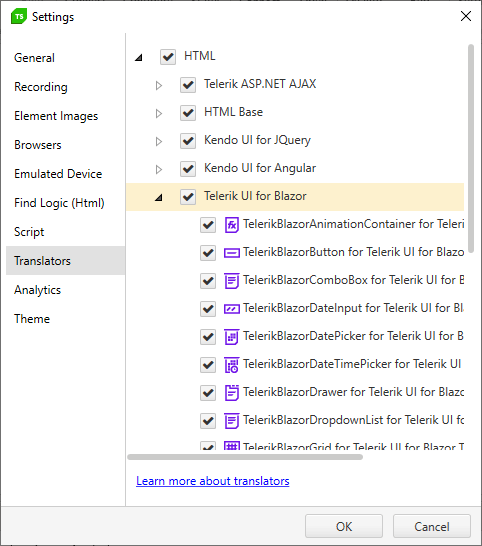 TS Settings
General
Recording
Element Images
Browsers
Emulated Device
Find Logic (Html)
Script
Translators
Analytics
Theme
HTML
Telerik ASP.NET AJAX
HTML Base
Kendo UI for JQuery
Kendo UI for Angular
Telerik UI for Blazor
TelerikBlazorAnimationContainer for Teleri
TelerikBlazorButton for Telerik UI for Blazo
TelerikBlazorComboBox for Telerik UI for B
TelerikBlazorDateInput for Telerik UI for Bl
TelerikBlazorDatePicker for Telerik UI for B
TelerikBlazorDateTimePicker for Telerik UI
TelerikBlazorDrawer for Telerik UI for Blazo
TelerikBlazorDropdownList for Telerik UI fo
TelerikBlazorGrid for Telerik UI for Blazor T
Learn more about translators
OK
Cancel